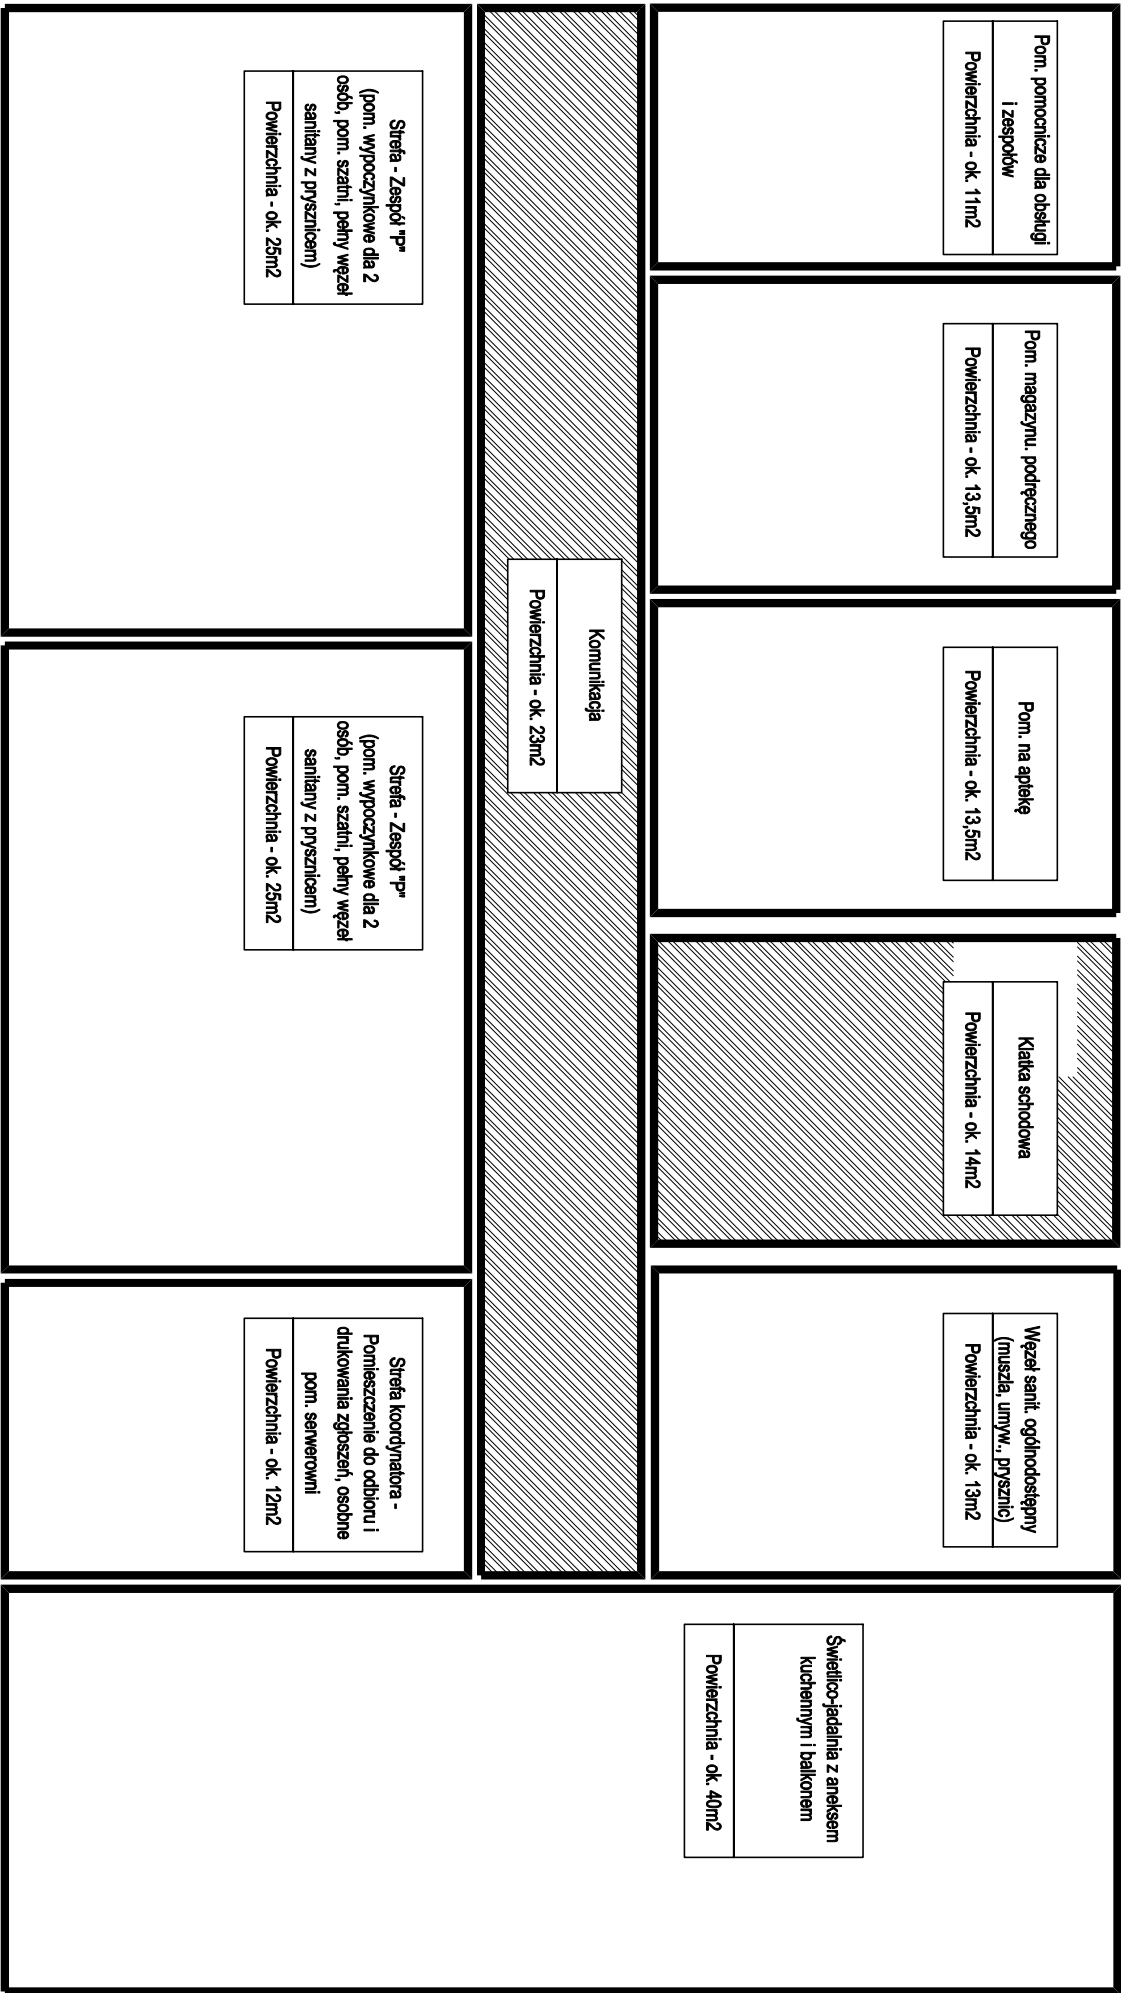 Pom. pomocnicze dla obsługi
i zespołów
Powierzchnia - ok. 11m2
Pom. magazynu. podręcznego
Powierzchnia - ok. 13,5m2
Pom. na aptekę
Powierzchnia - ok. 13,5m2
Klatka schodowa
Powierzchnia - ok. 14m2
Węzeł sanit. ogólnodostępny
(muszla, umyw., prysznic)
Powierzchnia - ok. 13m2
Komunikacja
Powierzchnia - ok. 23m2
Świetlico-jadalnia z aneksem
kuchennym i balkonem
Powierzchnia - ok. 40m2
Strefa - Zespół "P"
(pom. wypoczynkowe dla 2
osób, pom. szatni, pełny węzeł
sanitany z prysznicem)
Powierzchnia - ok. 25m2
Strefa - Zespół "P"
(pom. wypoczynkowe dla 2
osób, pom. szatni, pełny węzeł
sanitany z prysznicem)
Powierzchnia - ok. 25m2
Strefa koordynatora -
Pomieszczenie do odbioru i
drukowania zgłoszeń, osobne
pom. serwerowni
Powierzchnia - ok. 12m2